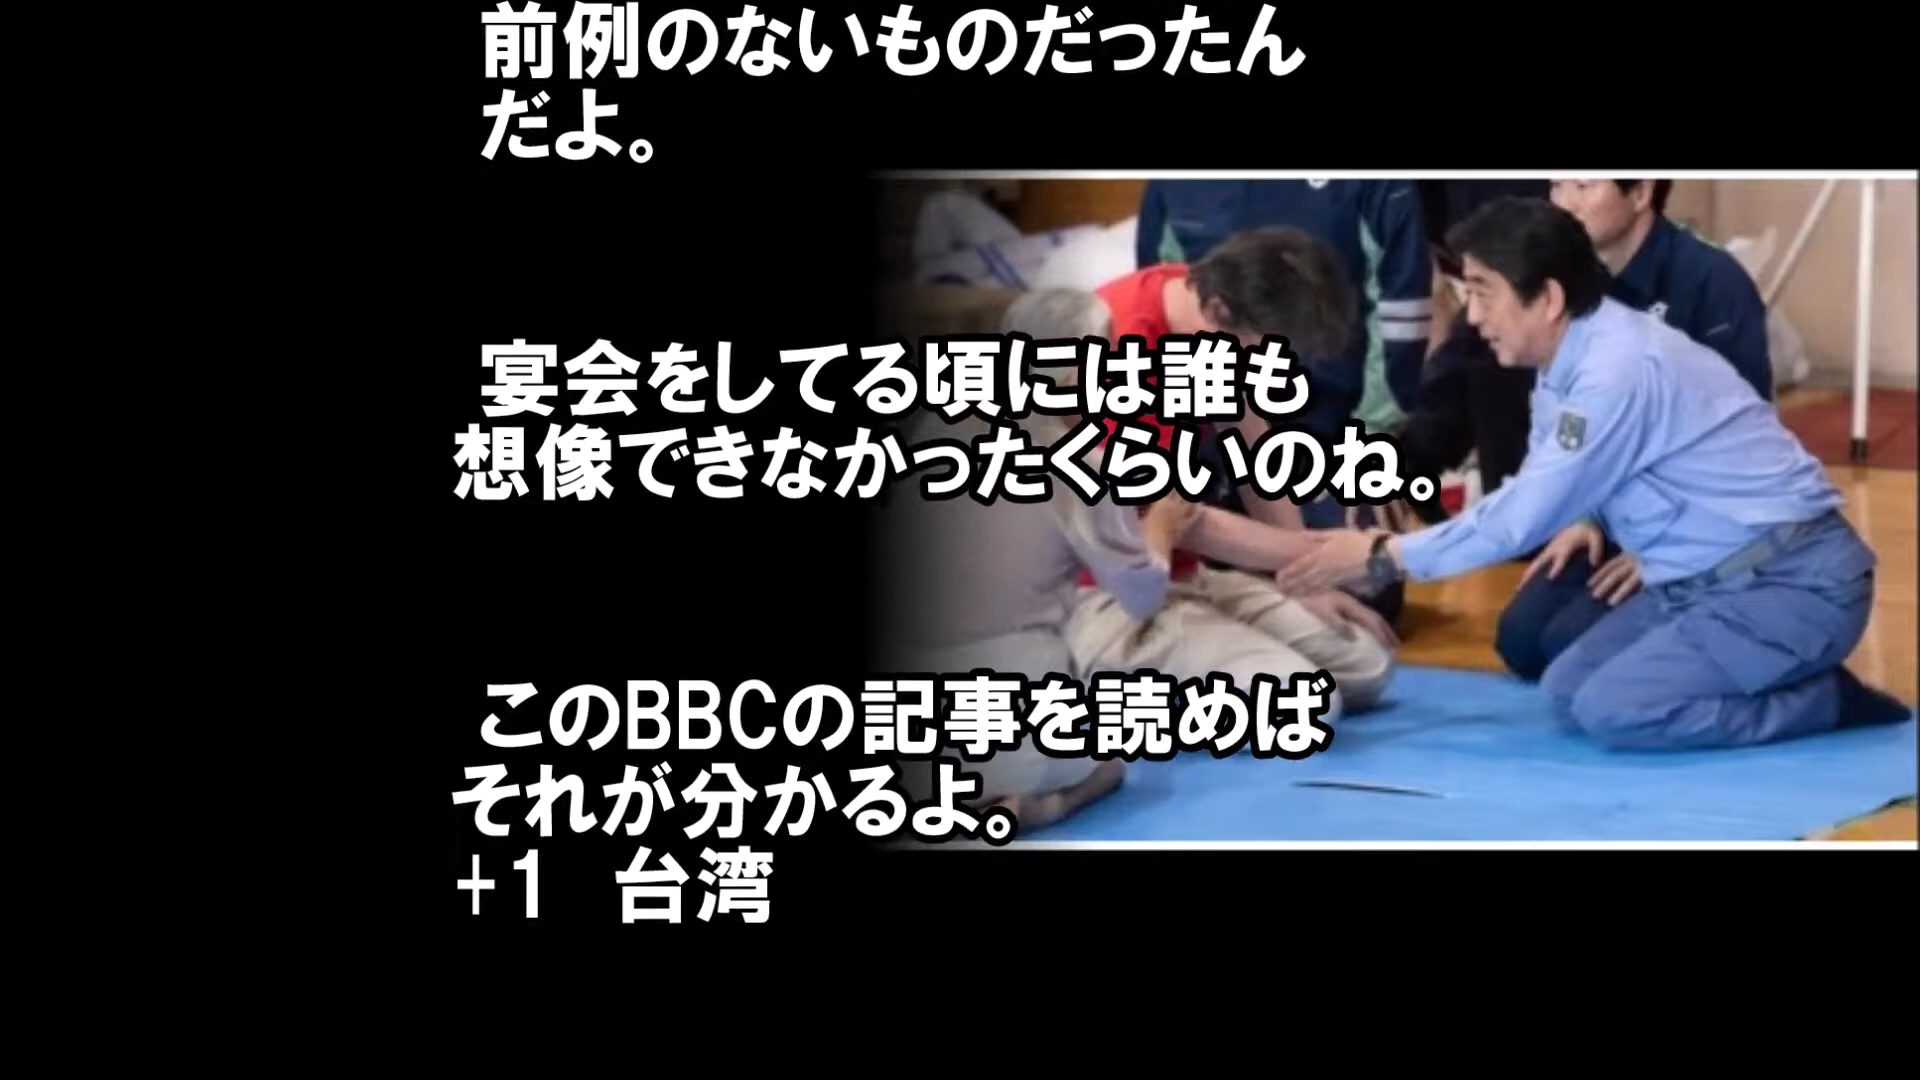 前例のないものだったん
だよ。
宴会をしてる頃には誰も
想像できなかったくらいのね。
このBBCの記事を読めば
それが分かるよ。
+1 台湾